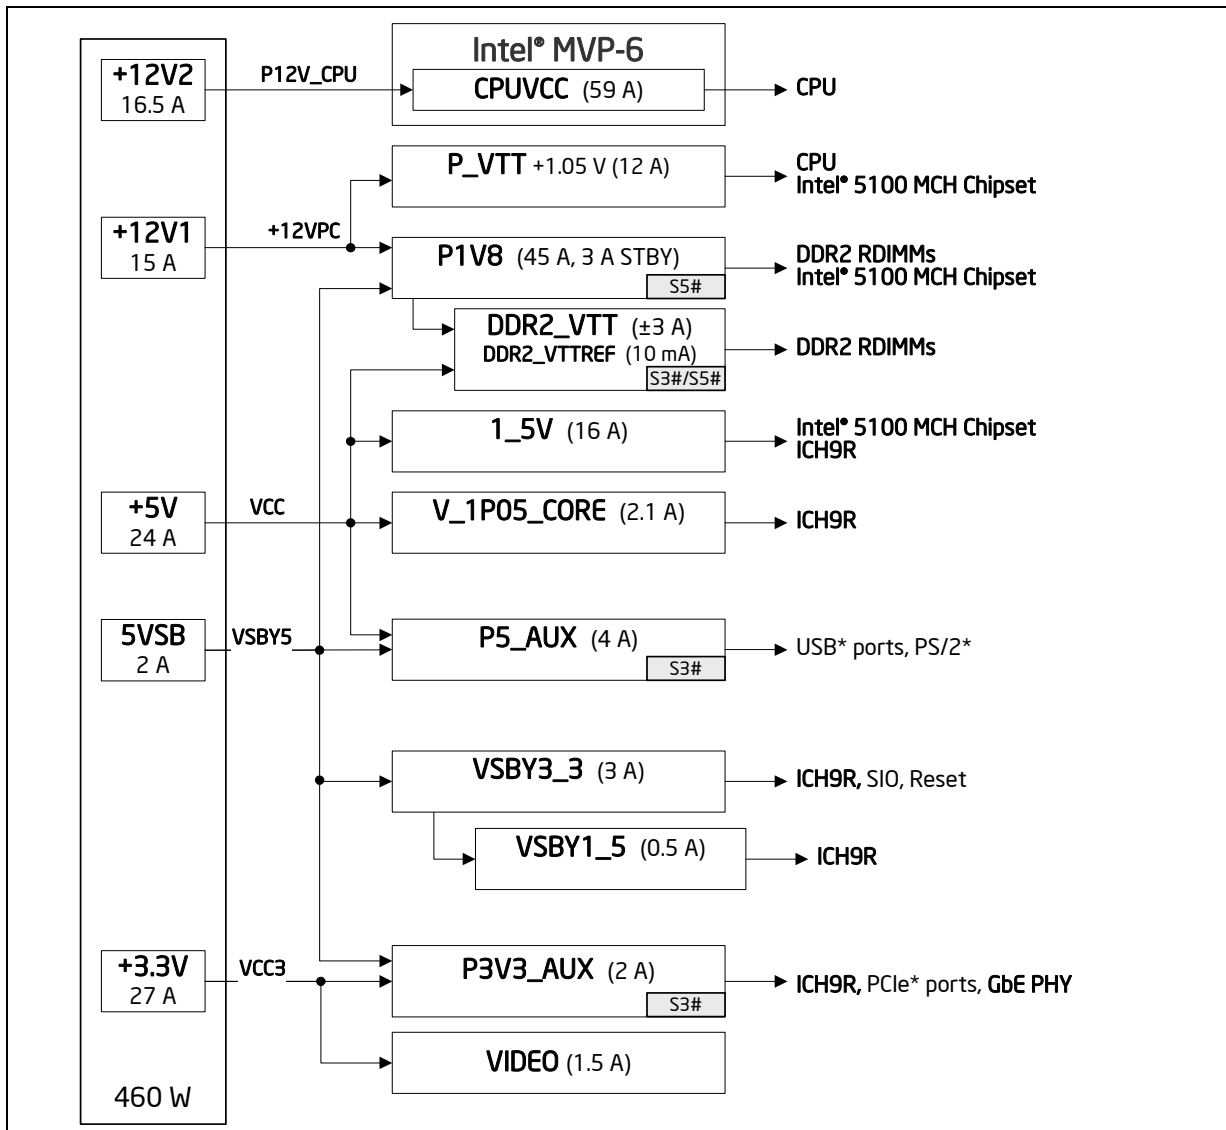 Intel® MVP-6
+12V2
16.5 A
P12V_CPU
CPUVCC (59 A)
CPU
P_VTT +1.05 V (12 A)
CPU
Intel® 5100 MCH Chipset
+12V1
15 A
+12VPC
P1V8 (45 A, 3 A STBY)
S5#
DDR2 RDIMMs
Intel® 5100 MCH Chipset
DDR2_VTT (±3 A)
DDR2_VTTREF (10 mA)
S3#/S5#
DDR2 RDIMMs
1_5V (16 A)
Intel® 5100 MCH Chipset
ICH9R
+5V
24 A
VCC
V_1P05_CORE (2.1 A)
ICH9R
5VSB
2 A
VSBY5
P5_AUX (4 A)
S3#
USB* ports, PS/2*
VSBY3_3 (3 A)
ICH9R, SIO, Reset
VSBY1_5 (0.5 A)
ICH9R
+3.3V
27 A
VCC3
P3V3_AUX (2 A)
S3#
ICH9R, PCIe* ports, GbE PHY
VIDEO (1.5 A)
460 W